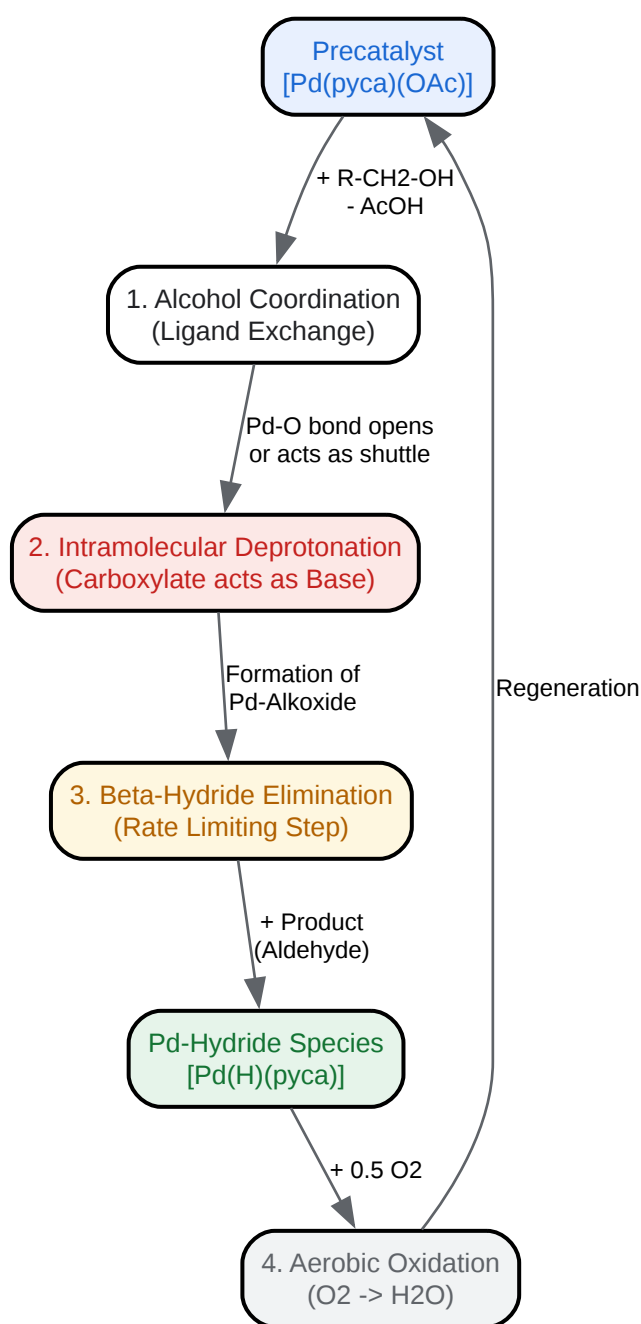 Precatalyst
[Pd(pyca)(OAc)]
+ R-CH2-OH
- AcOH
1. Alcohol Coordination
(Ligand Exchange)
Pd-O bond opens
or acts as shuttle
2. Intramolecular Deprotonation
(Carboxylate acts as Base)
Formation of
Pd-Alkoxide
Regeneration
3. Beta-Hydride Elimination
(Rate Limiting Step)
+ Product
(Aldehyde)
Pd-Hydride Species
[Pd(H)(pyca)]
+ 0.5 O2
4. Aerobic Oxidation
(O2 -> H2O)